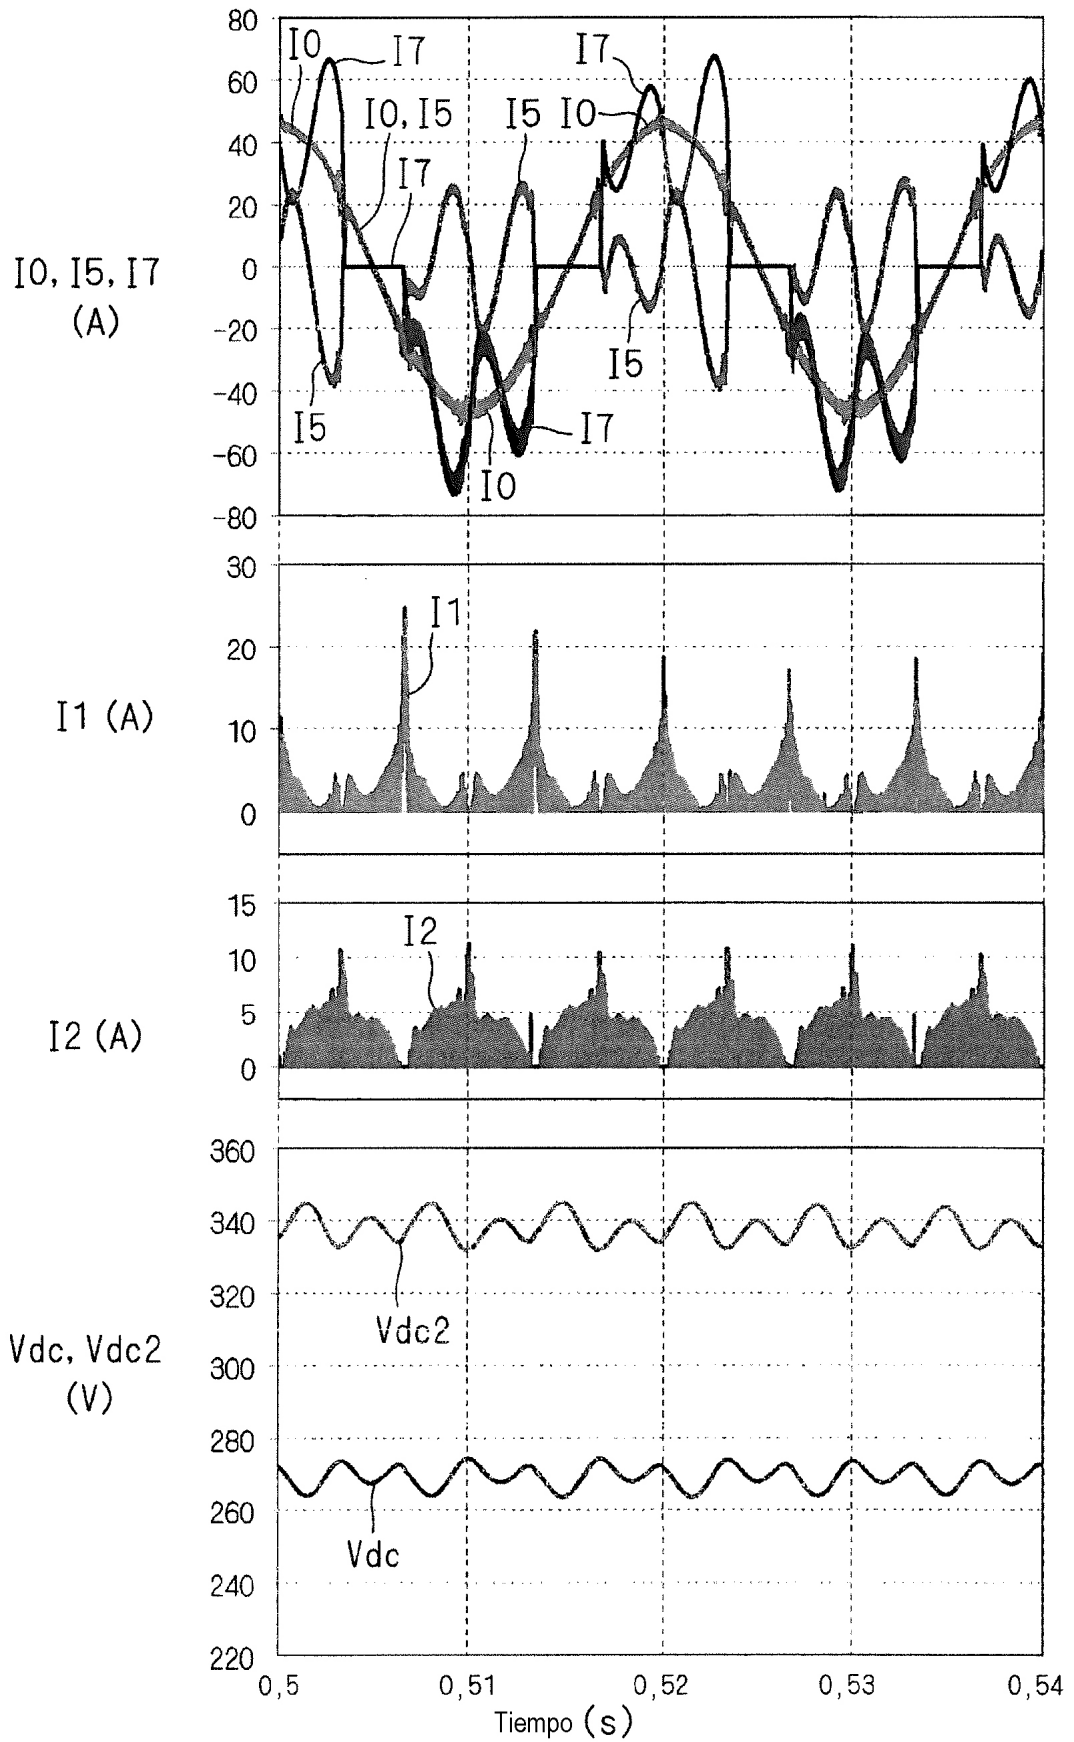 80
60
40
20
0
-20
-40
-60
-80
I0, I5, I7
(A)
I0
I7
I0, I5
I7
I5
I7
I5
I0
I5
I7
I0
30
20
10
0
I1 (A)
I1
15
10
5
0
I2 (A)
I2
360
340
320
300
280
260
240
220
Vdc, Vdc2
(V)
Vdc2
Vdc
0,5
0,51
0,52
0,53
0,54
Tiempo (s)